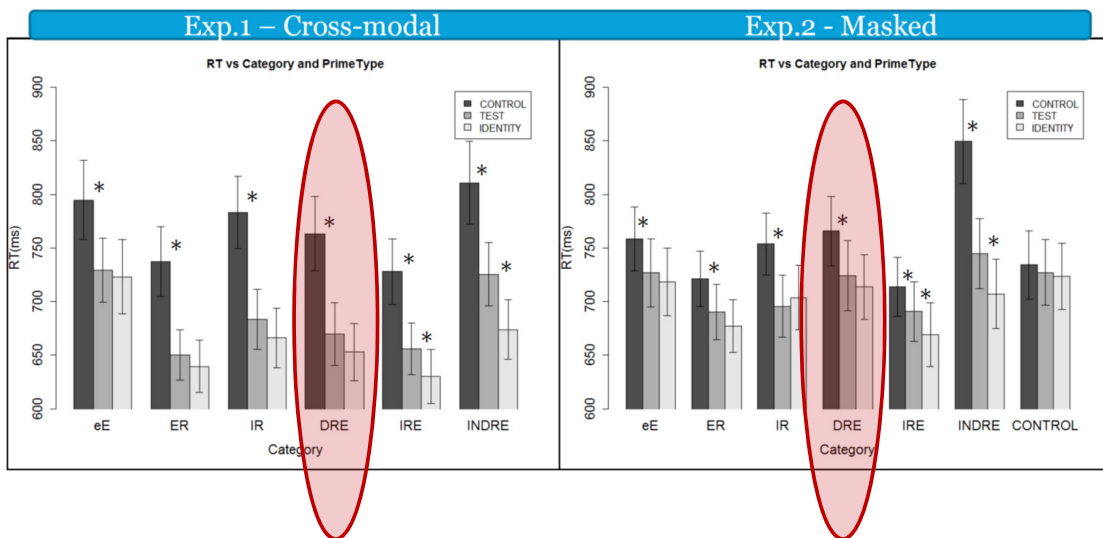 Exp.1 – Cross-modal
RT vs Category and PrimeType
900
850
800
750
700
650
600
RT(ms)
CONTROL
TEST
IDENTITY
*
*
*
*
*
*
*
*
eE
ER
IR
DRE
IRE
INDRE
Category
Exp.2 - Masked
RT vs Category and PrimeType
900
850
800
750
700
650
600
RT(ms)
CONTROL
TEST
IDENTITY
*
*
*
*
*
*
*
*
eE
ER
IR
DRE
IRE
INDRE
CONTROL
Category